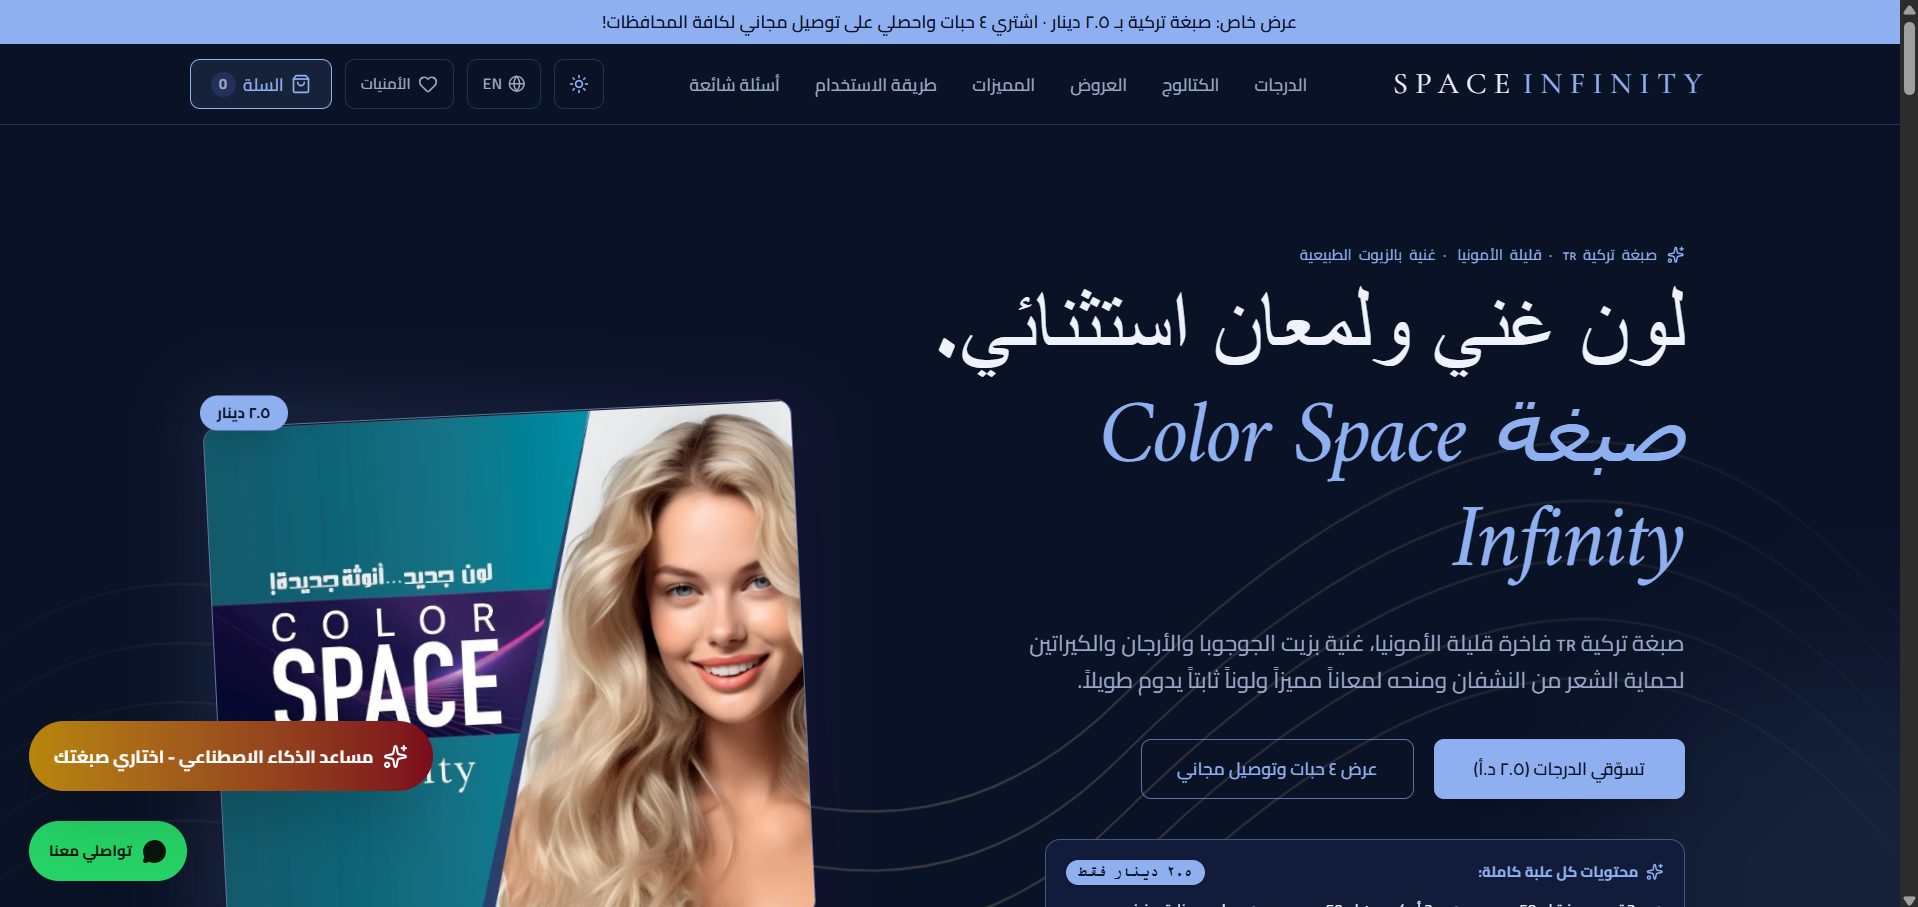 عرض خاص: صبغة تركية بـ ٢.٥ دينار · اشتري ٤ حبات واحصلي على توصيل مجاني لكافة المحافظات!
SPACE INFINITY
الدرجات
الكتالوج
العروض
المميزات
طريقة الاستخدام
أسئلة شائعة
EN
الأمنيات
السلة 0
صبغة تركية TR · قليلة الأمونيا · غنية بالزيوت الطبيعية
لون غني ولمعان استثنائي.
صبغة Color Space
Infinity
صبغة تركية TR فاخرة قليلة الأمونيا، غنية بزيت الجوجوبا والأرجان والكيراتين
لحماية الشعر من النشفان ومنحه لمعاناً مميزاً ولوناً ثابتاً يدوم طويلاً.
تسوّقي الدرجات (٢.٥ د.أ)
عرض ٤ حبات وتوصيل مجاني
محتويات كل علبة كاملة:
٢.٥ دينار فقط
٢.٥ دينار
لون جديد...أنوثة جديدة!
COLOR
SPACE
مساعد الذكاء الاصطناعي - اختاري صبغتك
تواصلي معنا